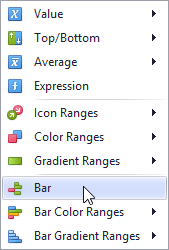 Value
Top/Bottom
Average
Expression
Icon Ranges
Color Ranges
Gradient Ranges
Bar
Bar Color Ranges
Bar Gradient Ranges